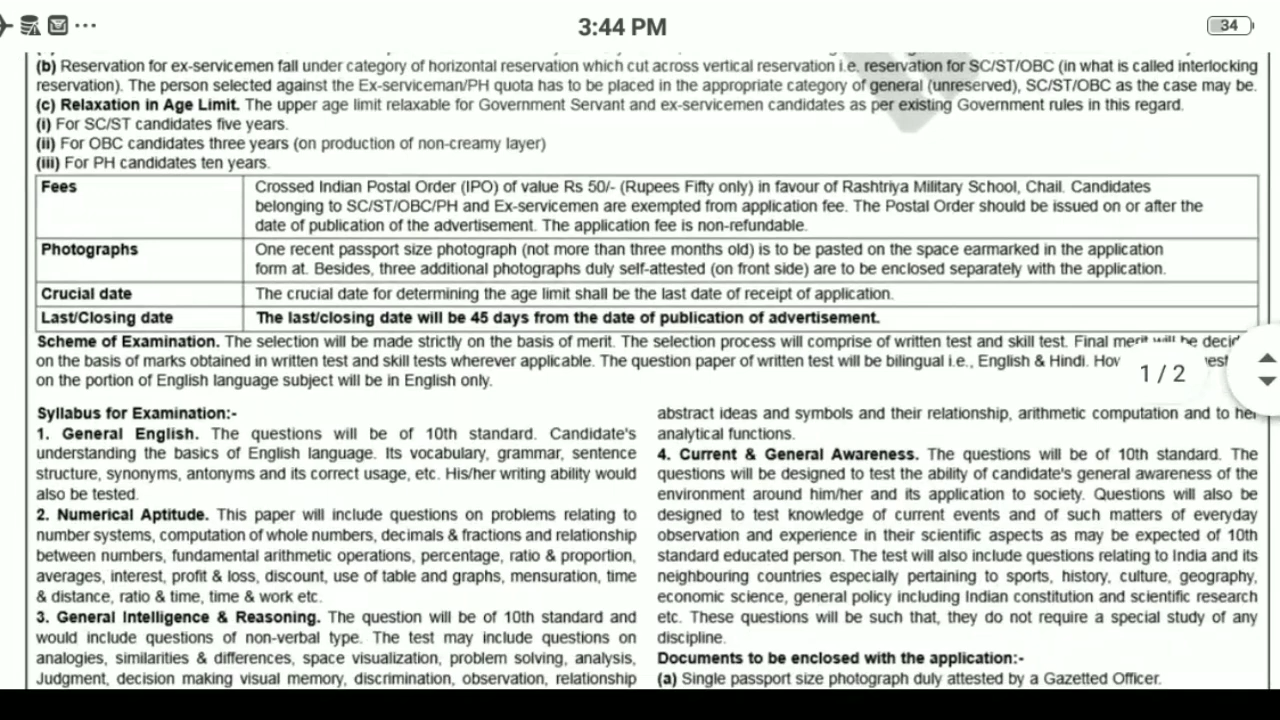 3:44 PM
34
(b) Reservation for ex-servicemen fall under category of horizontal reservation which cut across vertical reservation i.e. reservation for SC/ST/OBC (in what is called interlocking
reservation). The person selected against the Ex-serviceman/PH quota has to be placed in the appropriate category of general (unreserved), SC/ST/OBC as the case may be.
(c) Relaxation in Age Limit. The upper age limit relaxable for Government Servant and ex-servicemen candidates as per existing Government rules in this regard.
(i) For SC/ST candidates five years.
(ii) For OBC candidates three years (on production of non-creamy layer)
(iii) For PH candidates ten years.
Fees
Crossed Indian Postal Order (IPO) of value Rs 50/- (Rupees Fifty only) in favour of Rashtriya Military School, Chail. Candidates
belonging to SC/ST/OBC/PH and Ex-servicemen are exempted from application fee. The Postal Order should be issued on or after the
date of publication of the advertisement. The application fee is non-refundable.
Photographs
One recent passport size photograph (not more than three months old) is to be pasted on the space earmarked in the application
form at. Besides, three additional photographs duly self-attested (on front side) are to be enclosed separately with the application.
Crucial date
The crucial date for determining the age limit shall be the last date of receipt of application.
Last/Closing date
The last/closing date will be 45 days from the date of publication of advertisement.
Scheme of Examination. The selection will be made strictly on the basis of merit. The selection process will comprise of written test and skill test. Final merit will be
on the basis of marks obtained in written test and skill tests wherever applicable. The question paper of written test will be bilingual i.e., English & Hindi.
on the portion of English language subject will be in English only.
1 / 2
Syllabus for Examination:-
1. General English. The questions will be of 10th standard. Candidate's
understanding the basics of English language. Its vocabulary, grammar, sentence
structure, synonyms, antonyms and its correct usage, etc. His/her writing ability would
also be tested.
2. Numerical Aptitude. This paper will include questions on problems relating to
number systems, computation of whole numbers, decimals & fractions and relationship
between numbers, fundamental arithmetic operations, percentage, ratio & proportion,
averages, interest, profit & loss, discount, use of table and graphs, mensuration, time
& distance, ratio & time, time & work etc.
3. General Intelligence & Reasoning. The question will be of 10th standard and
would include questions of non-verbal type. The test may include questions on
analogies, similarities & differences, space visualization, problem solving, analysis,
Judgment, decision making visual memory, discrimination, observation, relationship
abstract ideas and symbols and their relationship, arithmetic computation and to her
analytical functions.
4. Current & General Awareness. The questions will be of 10th standard. The
questions will be designed to test the ability of candidate's general awareness of the
environment around him/her and its application to society. Questions will also be
designed to test knowledge of current events and of such matters of everyday
observation and experience in their scientific aspects as may be expected of 10th
standard educated person. The test will also include questions relating to India and its
neighbouring countries especially pertaining to sports, history, culture, geography,
economic science, general policy including Indian constitution and scientific research
etc. These questions will be such that, they do not require a special study of any
discipline.
Documents to be enclosed with the application:-
(a) Single passport size photograph duly attested by a Gazetted Officer.